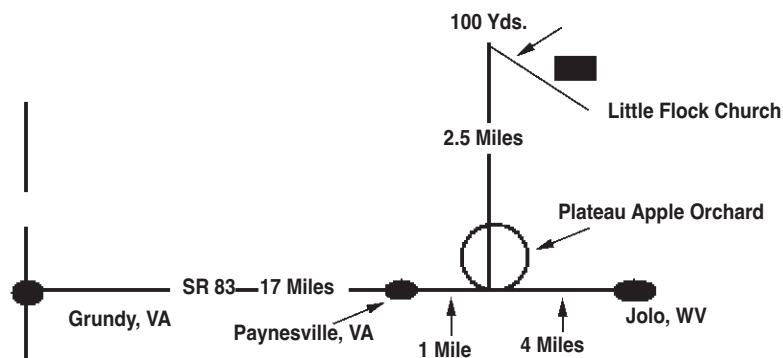 100 Yds.
Little Flock Church
2.5 Miles
Plateau Apple Orchard
SR 83 17 Miles
Grundy, VA
Paynesville, VA
Jolo, WV
1 Mile
4 Miles